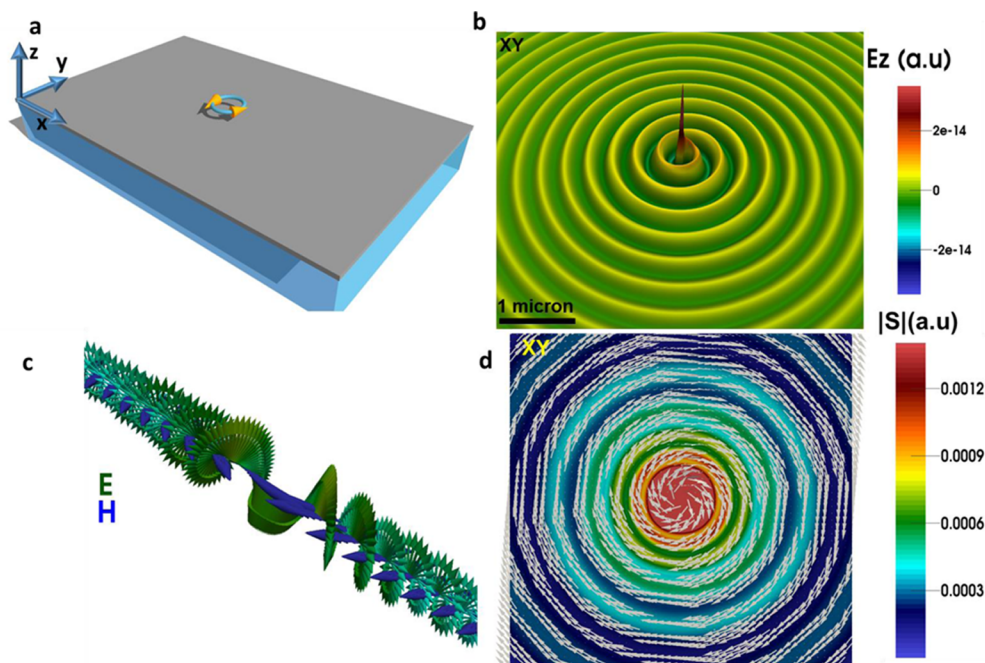 a
z
y
x
b
XY
Ez (a.u)
2e-14
0
-2e-14
1 micron
c
E
H
d
XY
|S|(a.u)
0.0012
0.0009
0.0006
0.0003